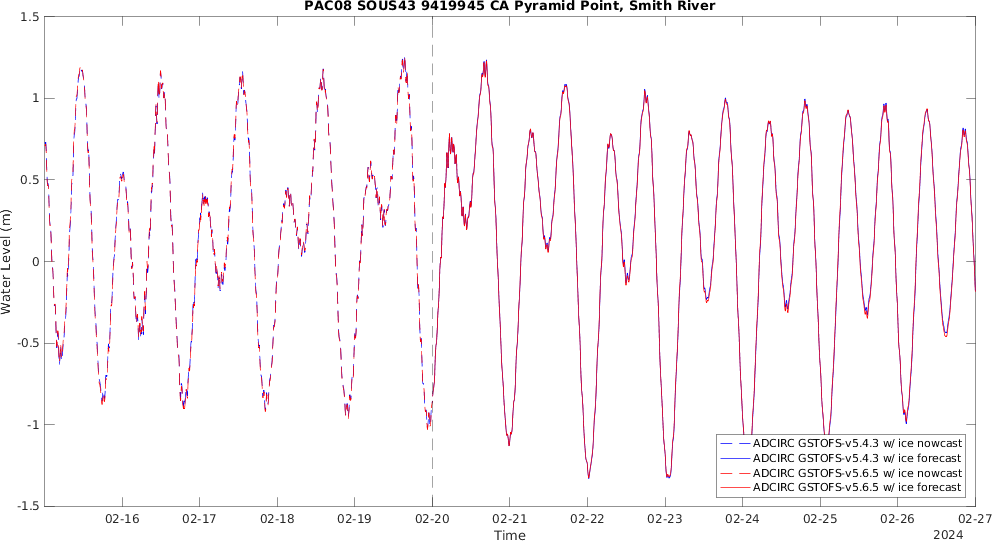 PAC08 SOUS43 9419945 CA Pyramid Point, Smith River
Water Level (m)
1.5
1
0.5
0
-0.5
-1
-1.5
02-16 02-17 02-18 02-19 02-20 02-21 02-22 02-23 02-24 02-25 02-26 02-27
Time
2024
ADCIRC GSTOFS-v5.4.3 w/ ice nowcast
ADCIRC GSTOFS-v5.4.3 w/ ice forecast
ADCIRC GSTOFS-v5.6.5 w/ ice nowcast
ADCIRC GSTOFS-v5.6.5 w/ ice forecast